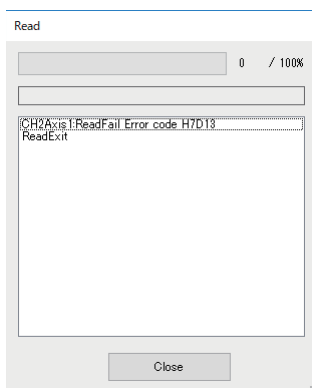 Read
0 / 100%
CH2Axis1:ReadFail Error code H7D13
ReadExit
Close